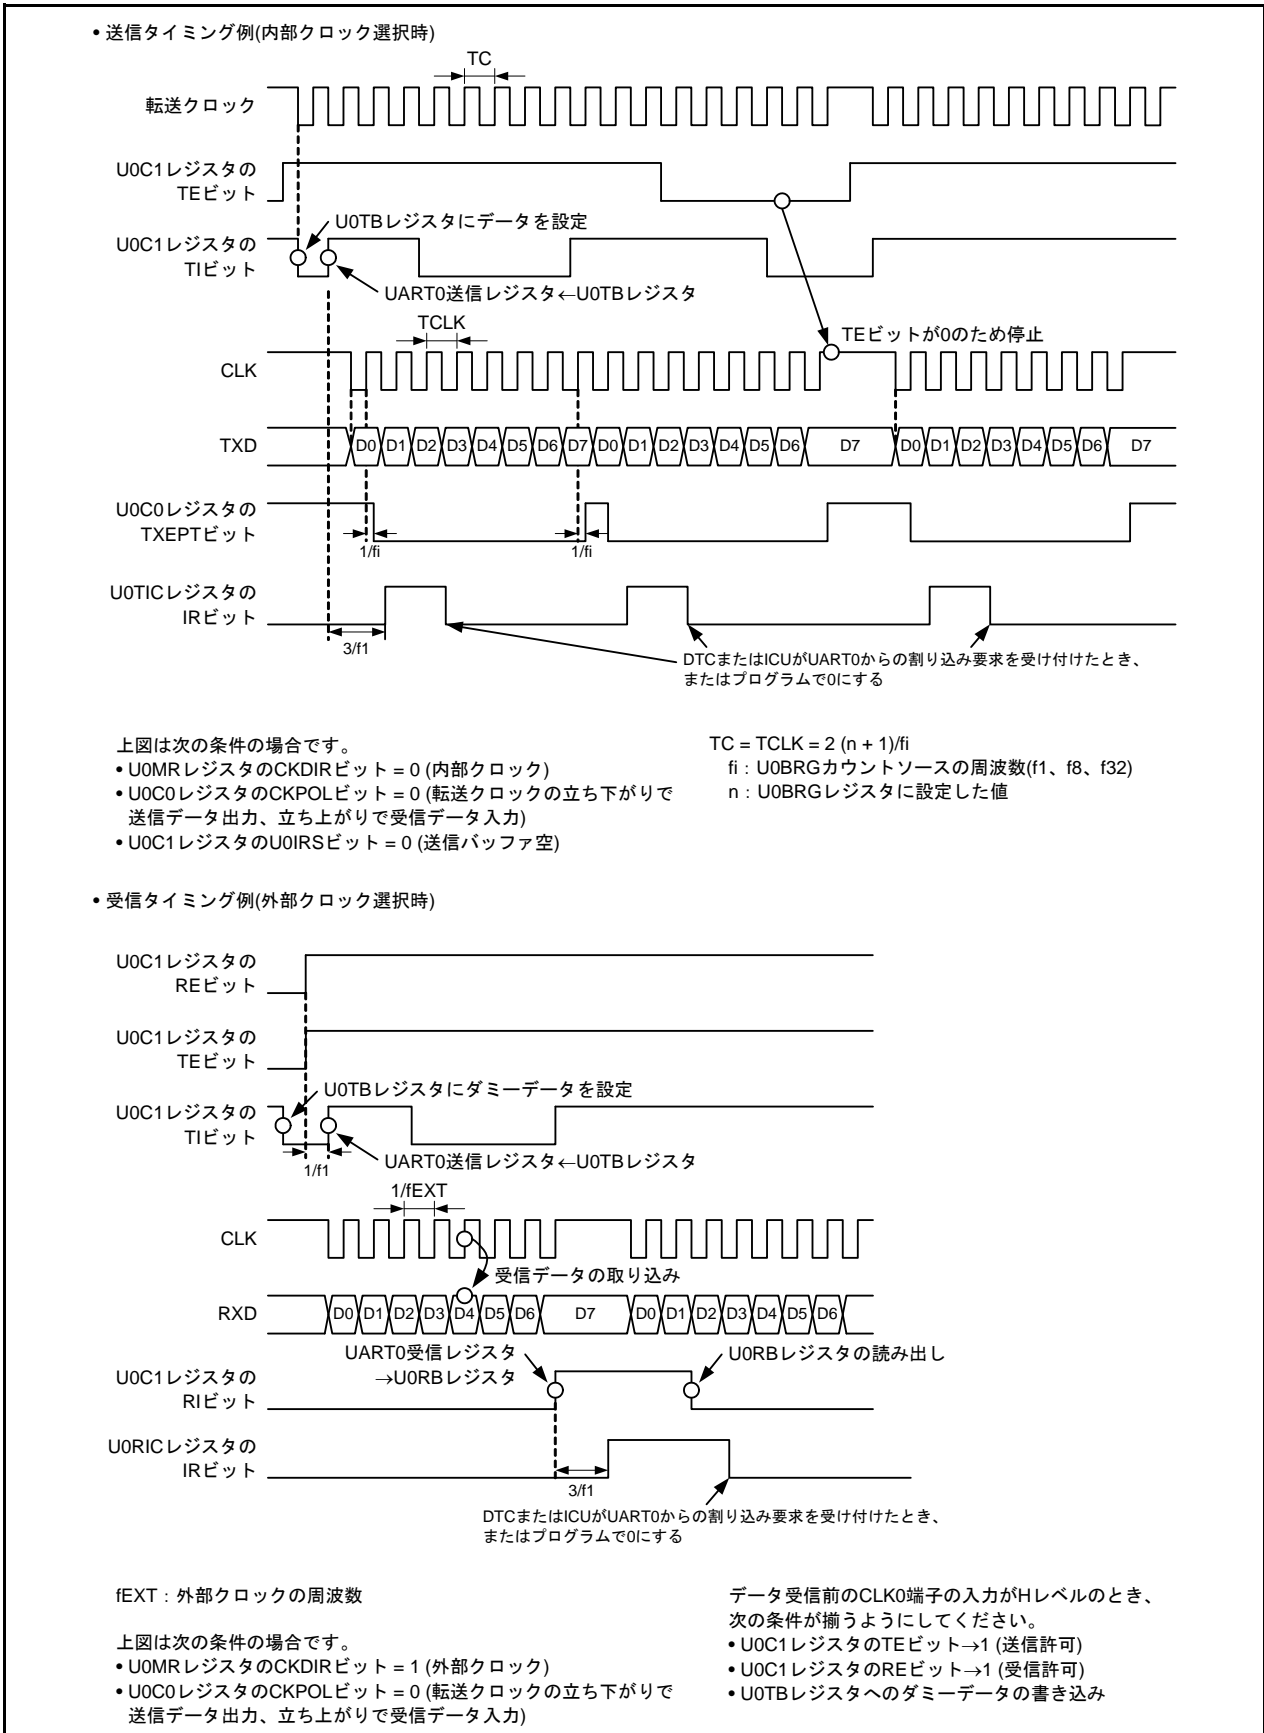 • 送信タイミング例(内部クロック選択時)
TC
転送クロック
U0C1レジスタの
TEビット
U0TBレジスタにデータを設定
U0C1レジスタの
TIビット
UART0送信レジスタ←U0TBレジスタ
TCLK
TEビットが0のため停止
CLK
TXD D0 D1 D2 D3 D4 D5 D6 D7 D0 D1 D2 D3 D4 D5 D6 D7 D0 D1 D2 D3 D4 D5 D6 D7
U0C0レジスタの
TXEPTビット
1/fi 1/fi
U0TICレジスタの
IRビット
3/f1
DTCまたはICUがUART0からの割り込み要求を受け付けたとき、
またはプログラムで0にする
上図は次の条件の場合です。
• U0MRレジスタのCKDIRビット = 0 (内部クロック)
• U0C0レジスタのCKPOLビット = 0 (転送クロックの立ち下がりで
送信データ出力、立ち上がりで受信データ入力)
• U0C1レジスタのU0IRSビット = 0 (送信バッファ空)
TC = TCLK = 2 (n + 1)/fi
fi : U0BRGカウントソースの周波数(f1、f8、f32)
n : U0BRGレジスタに設定した値
• 受信タイミング例(外部クロック選択時)
U0C1レジスタの
REビット
U0C1レジスタの
TEビット
U0TBレジスタにダミーデータを設定
U0C1レジスタの
TIビット
1/f1
UART0送信レジスタ←U0TBレジスタ
1/fEXT
CLK
受信データの取り込み
RXD D0 D1 D2 D3 D4 D5 D6 D7 D0 D1 D2 D3 D4 D5 D6
UART0受信レジスタ
→U0RBレジスタ
U0RBレジスタの読み出し
U0C1レジスタの
RIビット
U0RICレジスタの
IRビット
3/f1
DTCまたはICUがUART0からの割り込み要求を受け付けたとき、
またはプログラムで0にする
fEXT : 外部クロックの周波数
上図は次の条件の場合です。
• U0MRレジスタのCKDIRビット = 1 (外部クロック)
• U0C0レジスタのCKPOLビット = 0 (転送クロックの立ち下がりで
送信データ出力、立ち上がりで受信データ入力)
データ受信前のCLK0端子の入力がHレベルのとき、
次の条件が揃うようにしてください。
• U0C1レジスタのTEビット→1 (送信許可)
• U0C1レジスタのREビット→1 (受信許可)
• U0TBレジスタへのダミーデータの書き込み